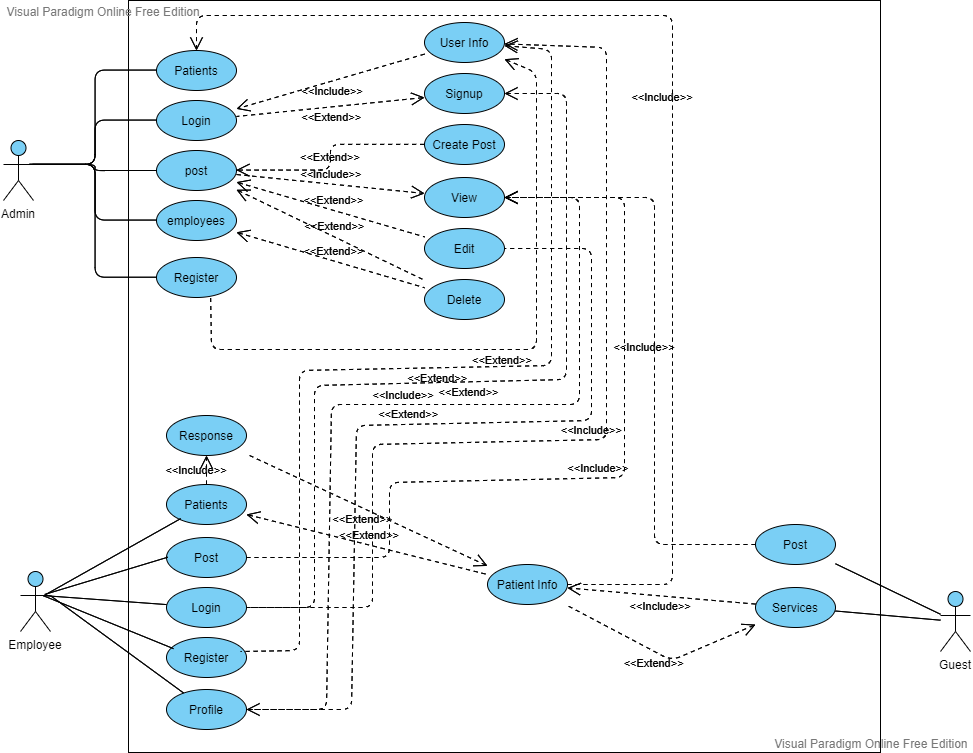 Visual Paradigm Online Free Edition
User Info
Patients
<<Include>>
Signup
<<Include>>
Login
<<Extend>>
Create Post
<<Extend>>
post
<<Include>>
View
<<Extend>>
Admin
employees
<<Extend>>
Edit
<<Extend>>
Register
Delete
<<Include>>
<<Extend>>
<<Extend>>
<<Include>>
<<Extend>>
<<Extend>>
<<Include>>
Response
<<Include>>
<<Include>>
Patients
<<Extend>>
<<Extend>>
Post
Post
Patient Info
Login
<<Include>>
Services
Employee
Register
<<Extend>>
Guest
Profile
Visual Paradigm Online Free Edition